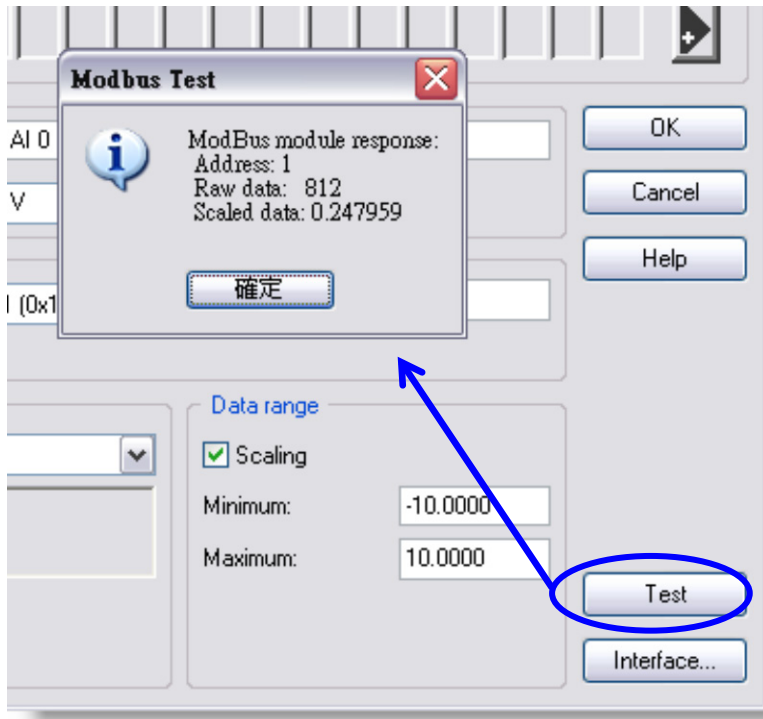 Modbus Test
ModBus module response:
Address: 1
Raw data: 812
Scaled data: 0.247959
確定
AI 0
V
(0x1
OK
Cancel
Help
Data range
Scaling
Minimum: -10.0000
Maximum: 10.0000
Test
Interface...